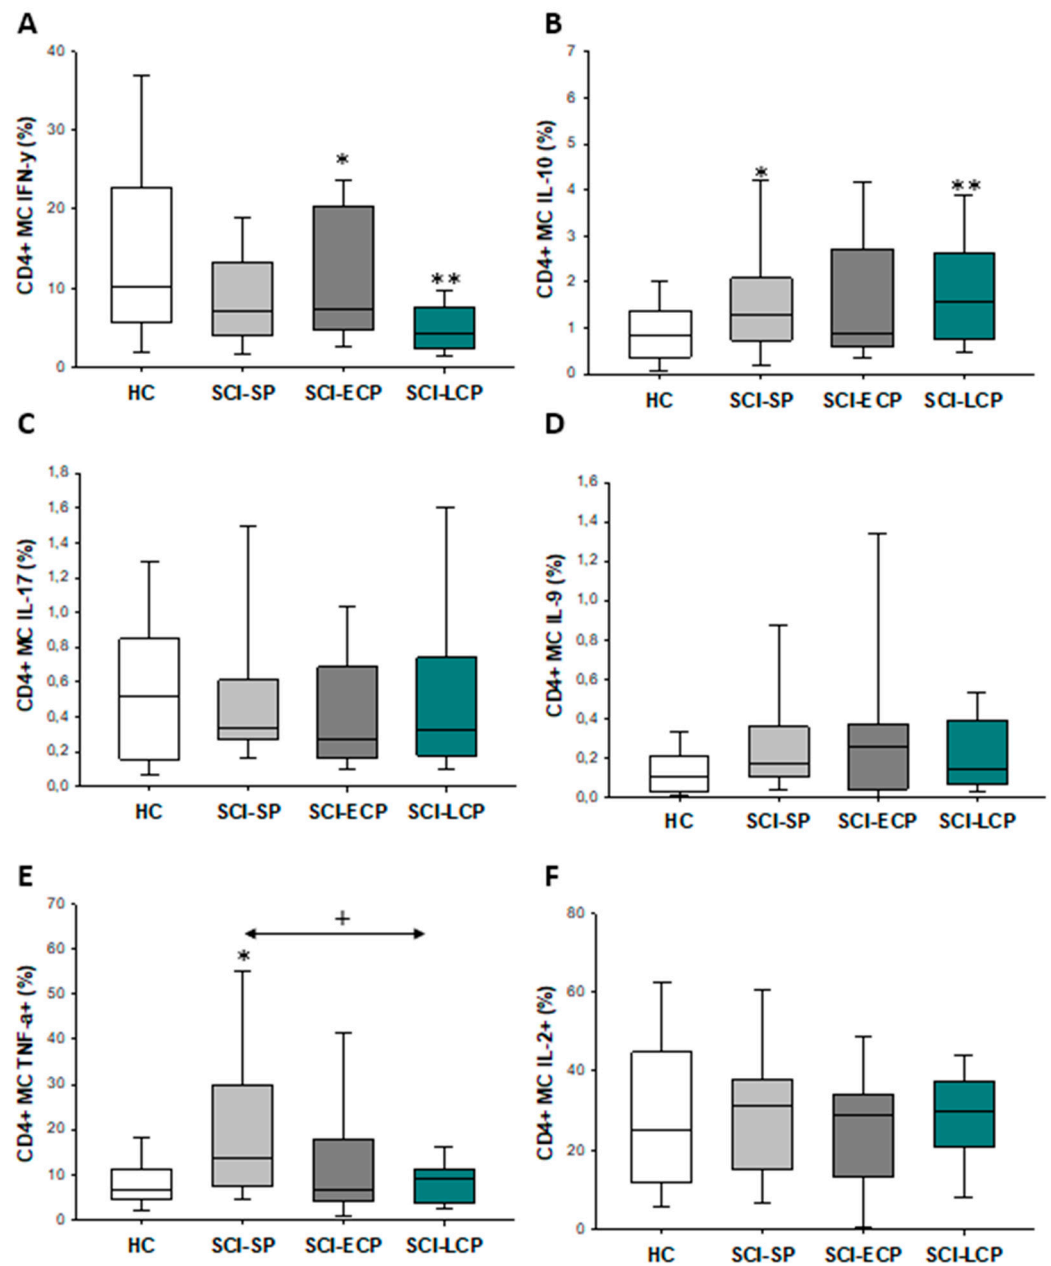 A
CD4+ MC IFN-y (%)
40
30
20
10
0
*
**
HC SCI-SP SCI-ECP SCI-LCP
B
CD4+ MC IL-10 (%)
7
6
5
4
3
2
1
0
*
**
HC SCI-SP SCI-ECP SCI-LCP
C
CD4+ MC IL-17 (%)
1,8
1,6
1,4
1,2
1,0
0,8
0,6
0,4
0,2
0,0
HC SCI-SP SCI-ECP SCI-LCP
D
CD4+ MC IL-9 (%)
1,6
1,4
1,2
1,0
0,8
0,6
0,4
0,2
0,0
HC SCI-SP SCI-ECP SCI-LCP
E
CD4+ MC TNF-a+ (%)
70
60
50
40
30
20
10
0
+
*
HC SCI-SP SCI-ECP SCI-LCP
F
CD4+ MC IL-2+ (%)
80
60
40
20
0
HC SCI-SP SCI-ECP SCI-LCP